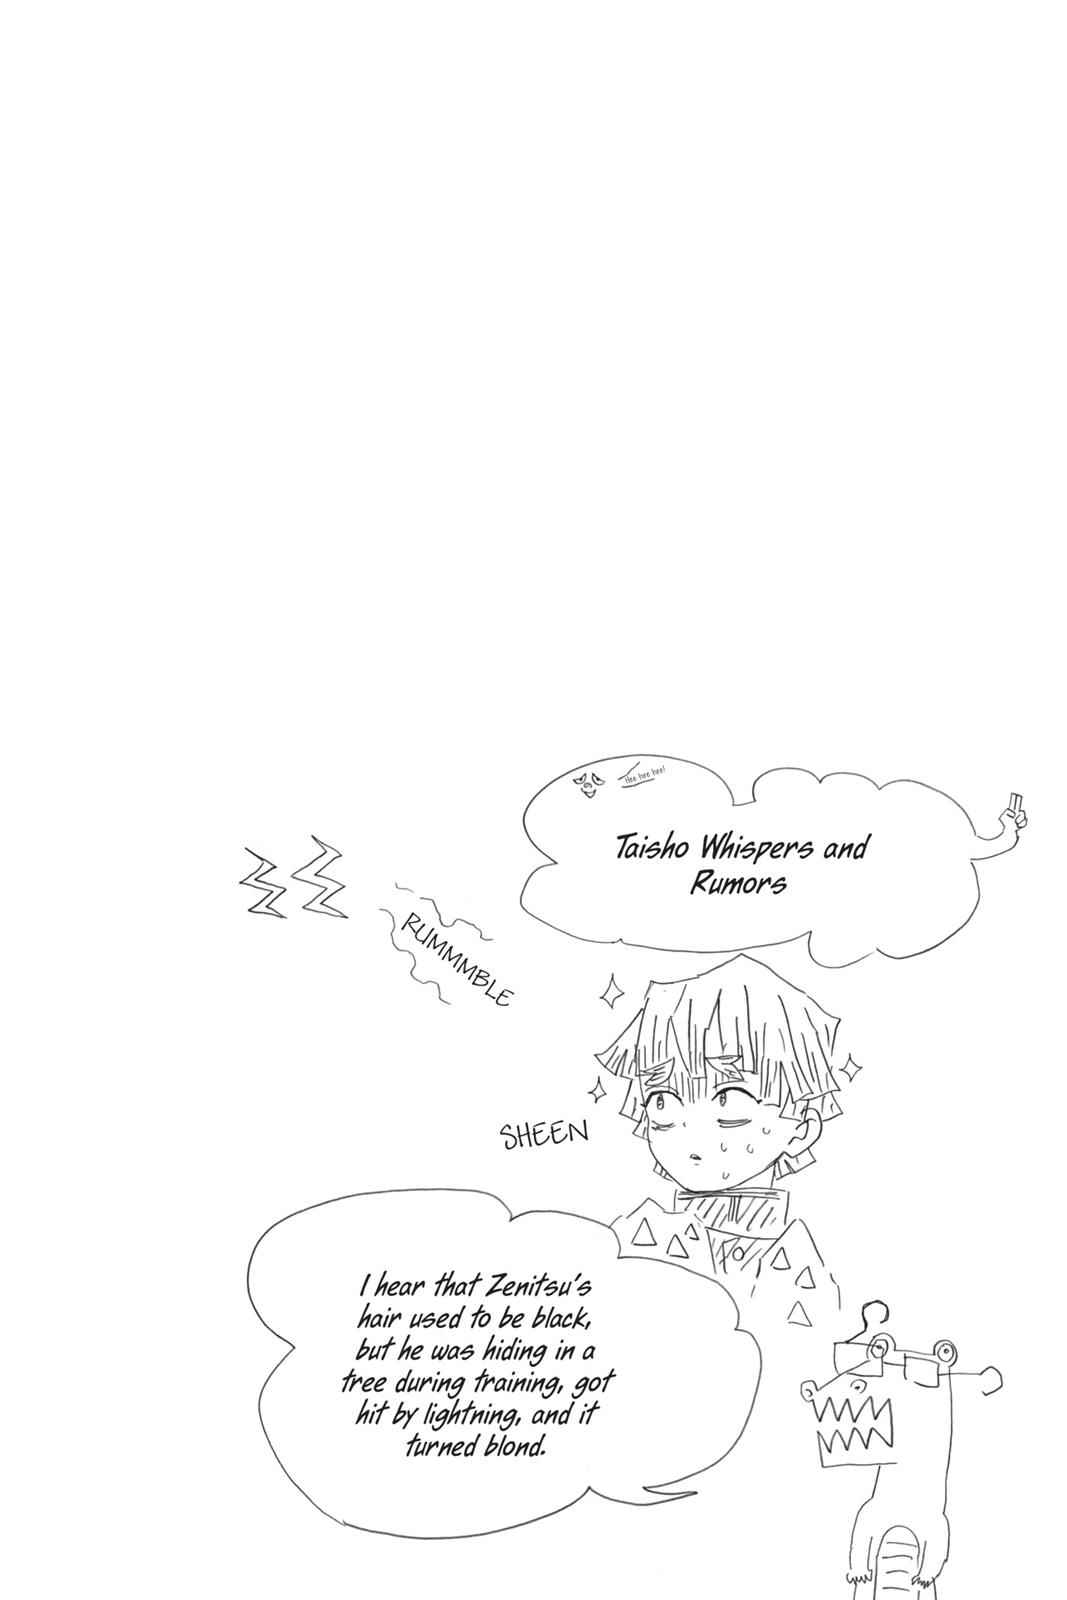 Hee hee hee!
Taisho Whispers and
Rumors
RUMMMBLE
SHEEN
I hear that Zenitsu's
hair used to be black,
but he was hiding in a
tree during training, got
hit by lightning, and it
turned blond.